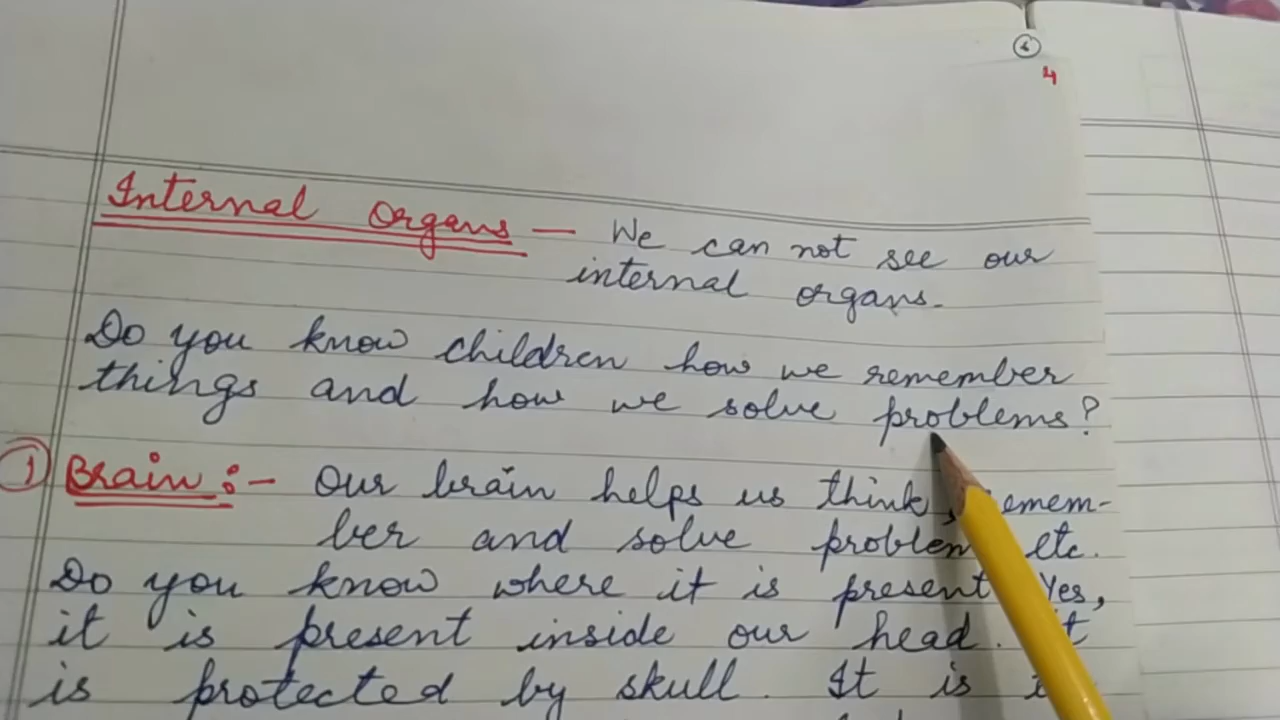 4
Internal Organs — We can not see our
internal organs.
Do you know children how we remember
things and how we solve problems?
1 Brain :- Our brain helps us think, remem-
ber and solve problem etc.
Do you know where it is present Yes,
it is present inside our head. It
is protected by skull. It is